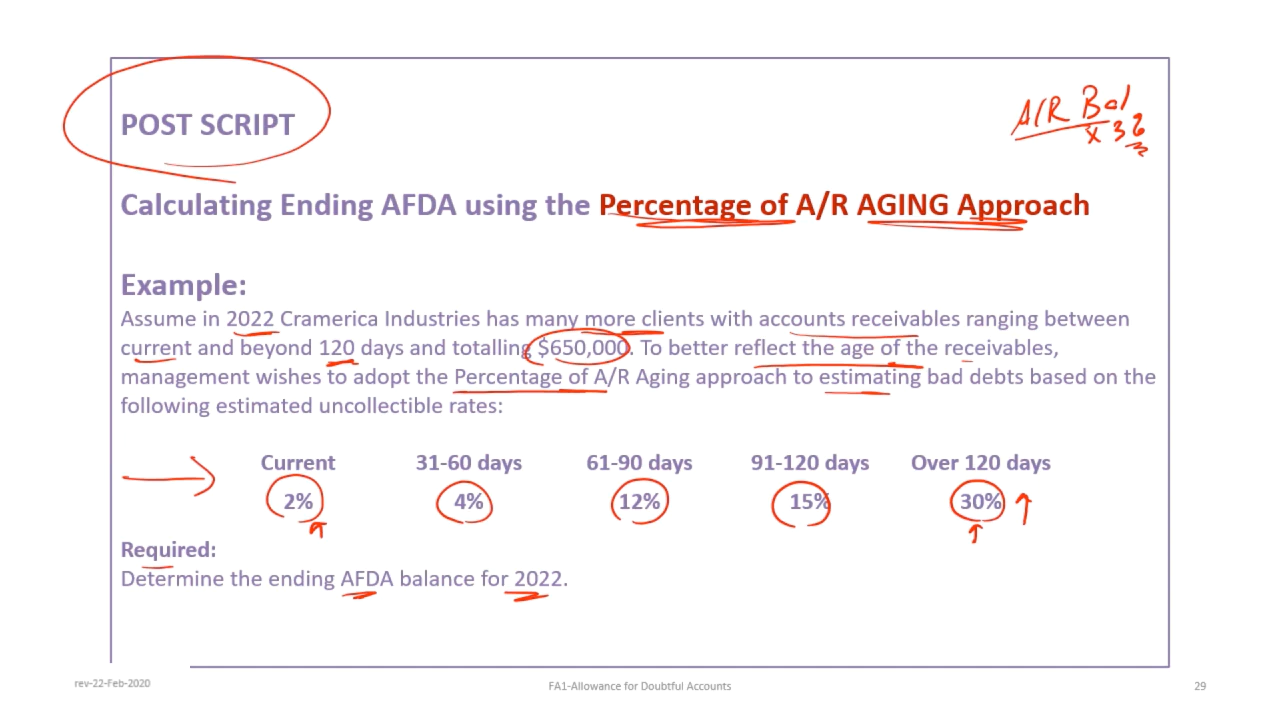 POST SCRIPT
A/R Bal
x 3%
Calculating Ending AFDA using the Percentage of A/R AGING Approach
Example:
Assume in 2022 Cramerica Industries has many more clients with accounts receivables ranging between
current and beyond 120 days and totalling $650,000. To better reflect the age of the receivables,
management wishes to adopt the Percentage of A/R Aging approach to estimating bad debts based on the
following estimated uncollectible rates:
Current 31-60 days 61-90 days 91-120 days Over 120 days
2% 4% 12% 15% 30%
Required:
Determine the ending AFDA balance for 2022.
rev-22-Feb-2020 FA1-Allowance for Doubtful Accounts 29